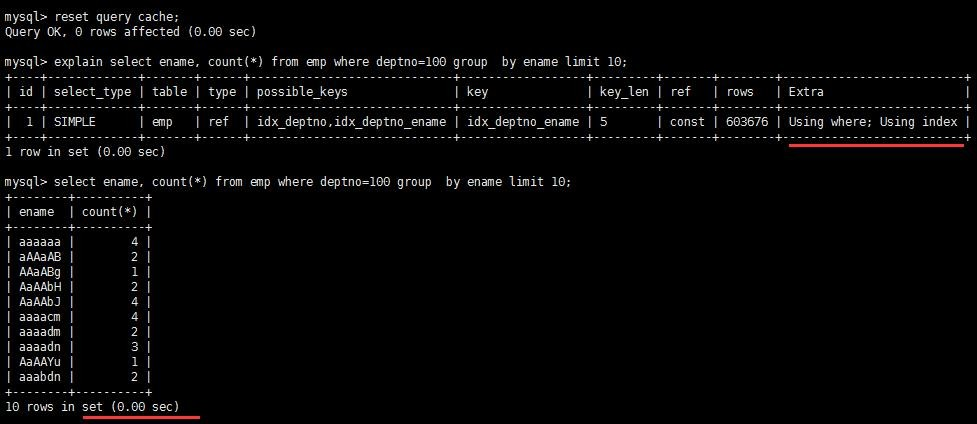 mysql> reset query cache;
Query OK, 0 rows affected (0.00 sec)

mysql> explain select ename, count(*) from emp where deptno=100 group  by ename limit 10;
+----+-------------+-------+------+-----------------------------+------------------+---------+-------+--------+--------------------------+
| id | select_type | table | type | possible_keys               | key              | key_len | ref   | rows   | Extra                    |
+----+-------------+-------+------+-----------------------------+------------------+---------+-------+--------+--------------------------+
|  1 | SIMPLE      | emp   | ref  | idx_deptno,idx_deptno_ename | idx_deptno_ename | 5       | const | 603676 | Using where; Using index |
+----+-------------+-------+------+-----------------------------+------------------+---------+-------+--------+--------------------------+
1 row in set (0.00 sec)

mysql> select ename, count(*) from emp where deptno=100 group  by ename limit 10;
+--------+----------+
| ename  | count(*) |
+--------+----------+
| aaaaaa |        4 |
| aAAaAB |        2 |
| AAaABg |        1 |
| AaAAbH |        2 |
| AaAAbJ |        4 |
| aaaacm |        4 |
| aaaadm |        2 |
| aaaadn |        3 |
| AaAAYu |        1 |
| aaabdn |        2 |
+--------+----------+
10 rows in set (0.00 sec)